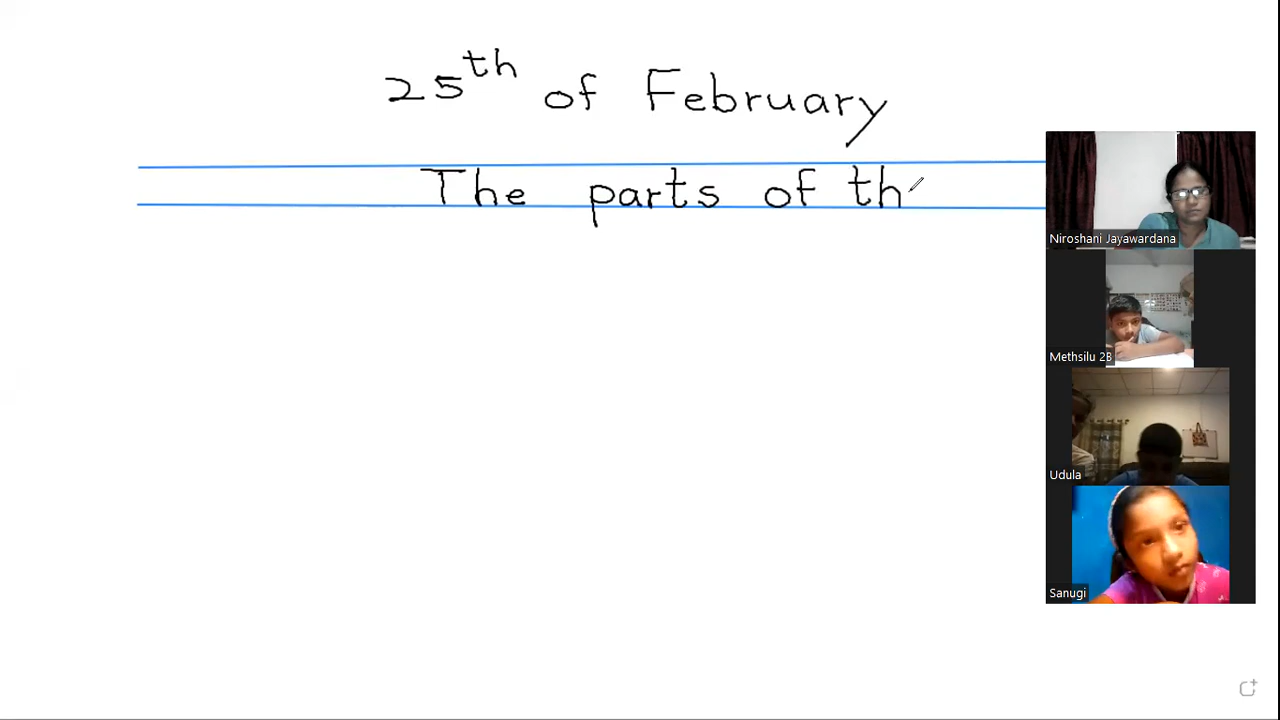 25th of February
The parts of th
Niroshani Jayawardana
Methsilu 2B
Udula
Sanugi